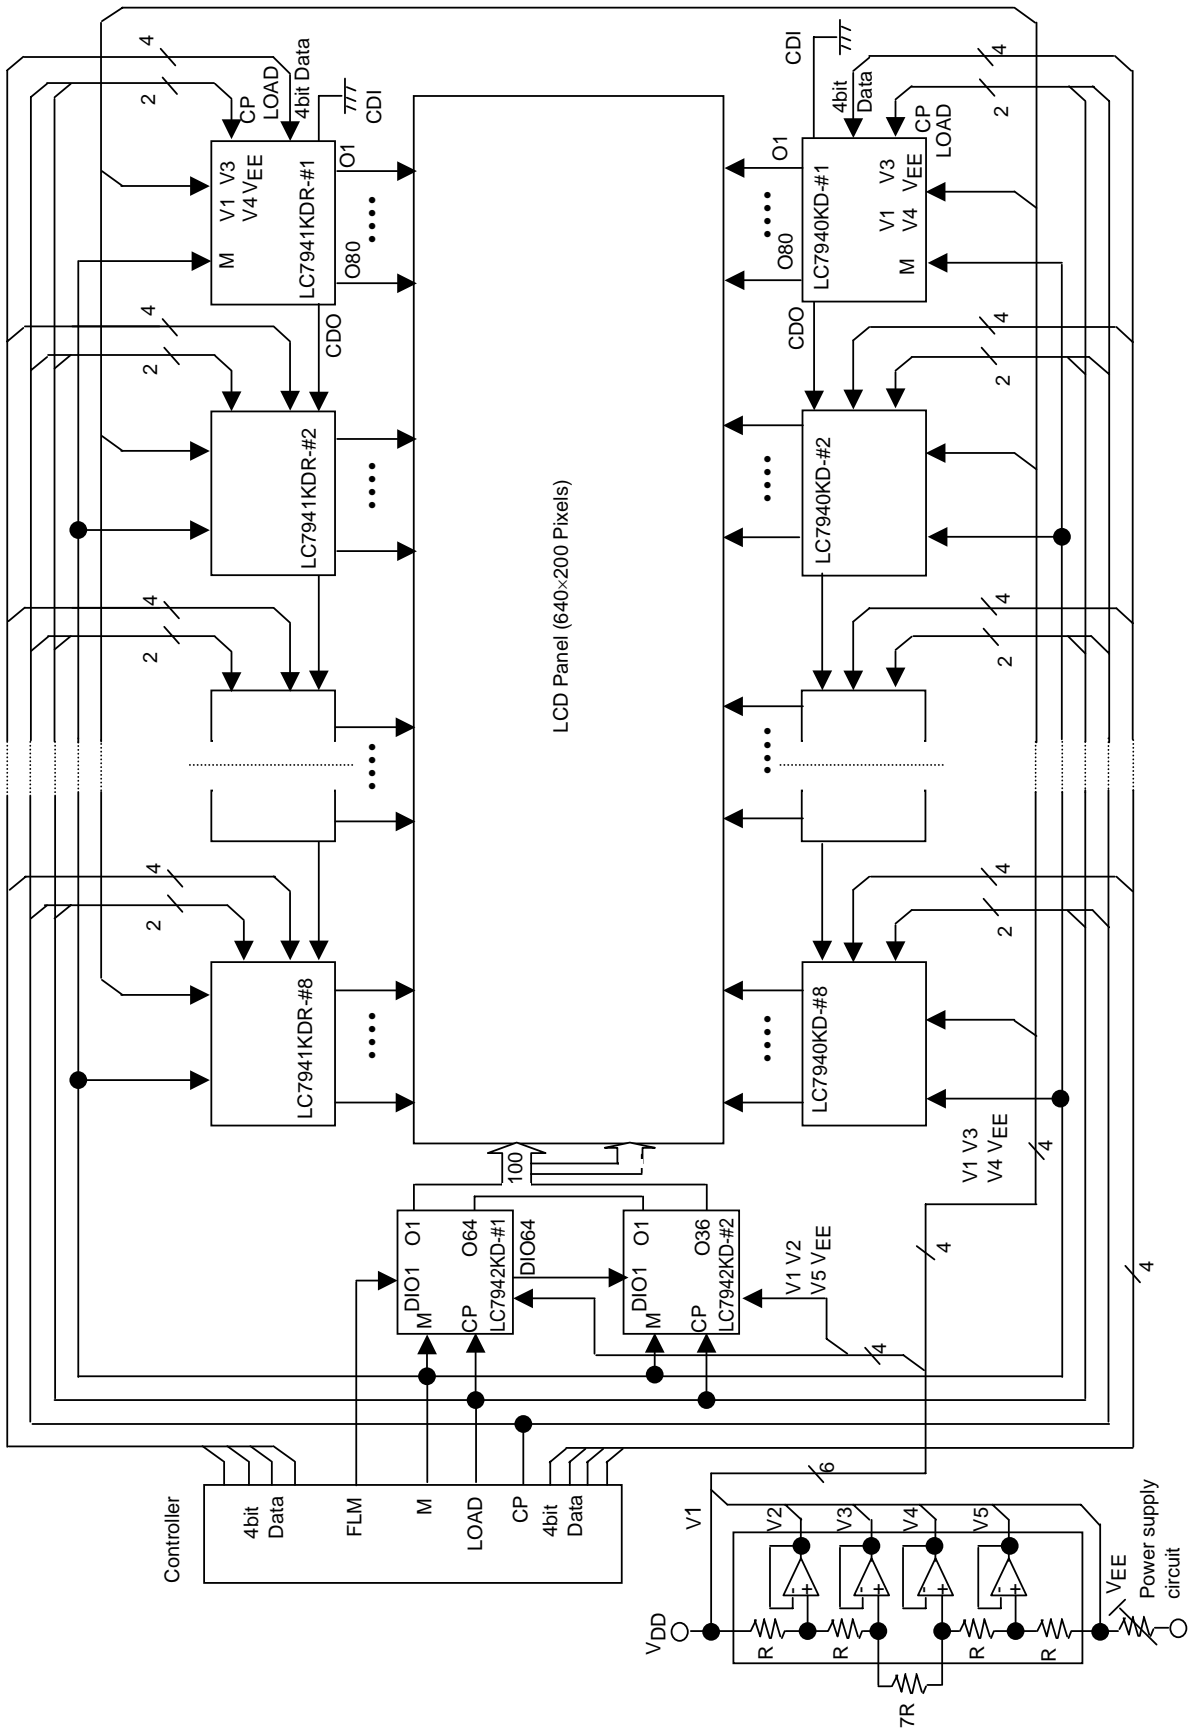 4
2
CP
LOAD
4bit Data
CDI
V1 V3
V4 VEE
M
LC7941KDR-#1
O1
O80
CDO
4
2
LC7941KDR-#2
4
2
4
2
LC7941KDR-#8
LCD Panel (640×200 Pixels)
CDI
4bit
Data
4
2
CP
LOAD
O1
O80
V1 V3
V4 VEE
M
LC7940KD-#1
CDO
4
2
LC7940KD-#2
4
2
4
2
LC7940KD-#8
V1 V3
V4 VEE
4
100
DIO1 O1
M
CP O64
LC7942KD-#1
DIO64
DIO1 O1
M
CP O36
LC7942KD-#2
V1 V2
V5 VEE
4
4
4
Controller
4bit
Data
FLM
M
LOAD
CP
4bit
Data
6
V1
V2
V3
V4
V5
- +
- +
- +
- +
VDD
R
R
7R
R
R
VEE
Power supply
circuit